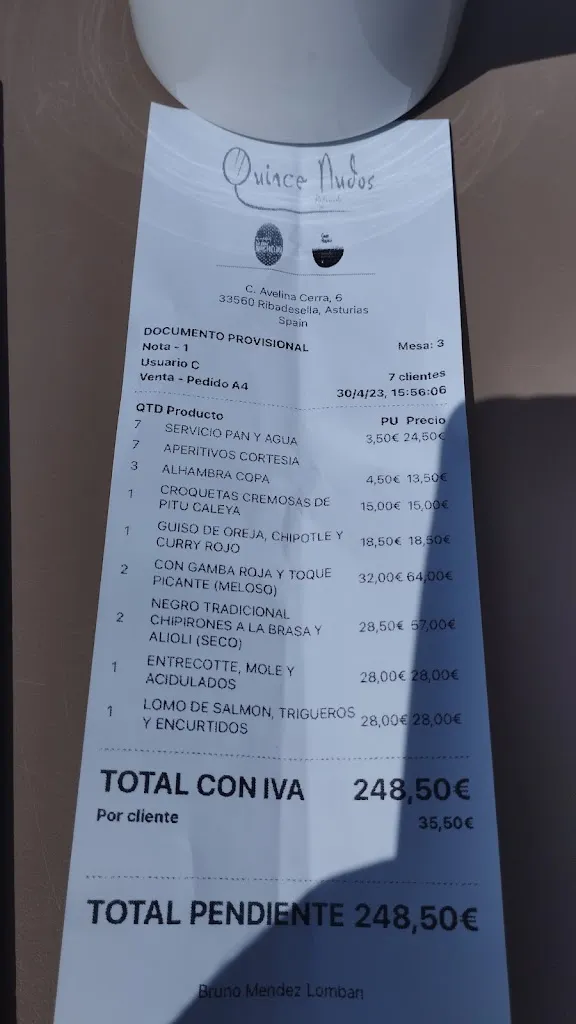 Quince Nudos
C. Avelina Cerra, 6
33560 Ribadesella, Asturias
Spain
DOCUMENTO PROVISIONAL
Nota - 1 Mesa: 3
Usuario C
Venta - Pedido A4 7 clientes
30/4/23, 15:56:06
QTD Producto PU Precio
7 SERVICIO PAN Y AGUA 3,50€ 24,50€
7 APERITIVOS CORTESIA
3 ALHAMBRA COPA 4,50€ 13,50€
1 CROQUETAS CREMOSAS DE
PITU CALEYA 15,00€ 15,00€
1 GUISO DE OREJA, CHIPOTLE Y
CURRY ROJO 18,50€ 18,50€
2 CON GAMBA ROJA Y TOQUE
PICANTE (MELOSO) 32,00€ 64,00€
2 NEGRO TRADICIONAL
CHIPIRONES A LA BRASA Y 28,50€ 57,00€
ALIOLI (SECO)
1 ENTRECOTTE, MOLE Y
ACIDULADOS 28,00€ 28,00€
1 LOMO DE SALMON, TRIGUEROS
Y ENCURTIDOS 28,00€ 28,00€
TOTAL CON IVA 248,50€
Por cliente 35,50€
TOTAL PENDIENTE 248,50€
Bruno Mendez Lomban